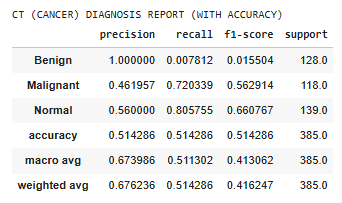 CT (CANCER) DIAGNOSIS REPORT (WITH ACCURACY)
precision recall f1-score support
Benign 1.000000 0.007812 0.015504 128.0
Malignant 0.461957 0.720339 0.562914 118.0
Normal 0.560000 0.805755 0.660767 139.0
accuracy 0.514286 0.514286 0.514286 385.0
macro avg 0.673986 0.511302 0.413062 385.0
weighted avg 0.676236 0.514286 0.416247 385.0